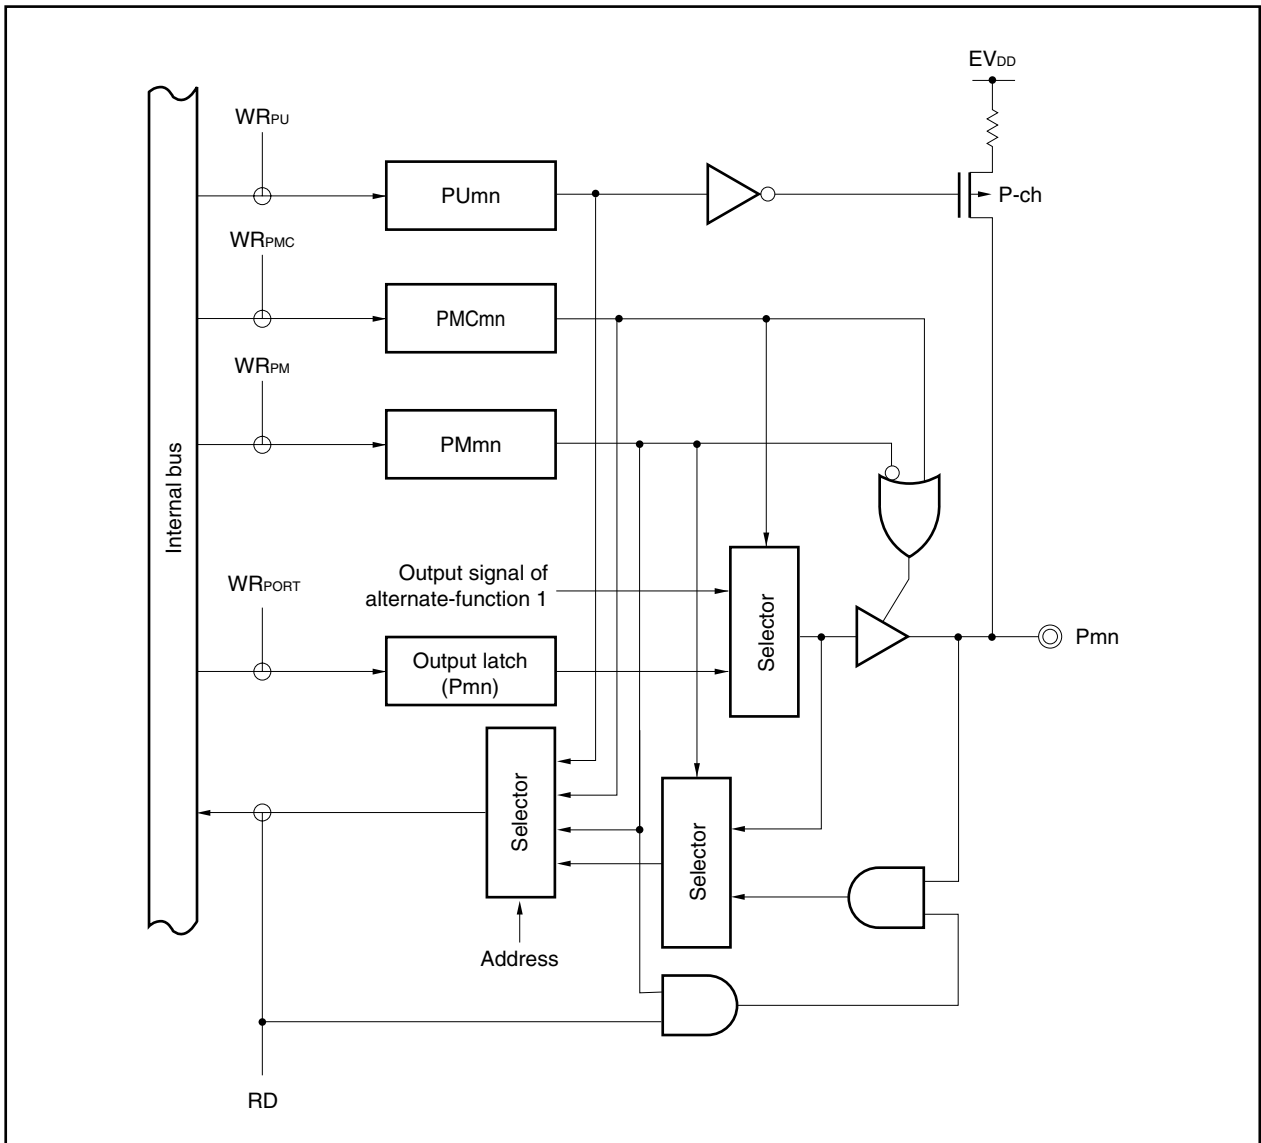 EVDD
WRPU
PUmn
P-ch
WRPMC
PMCmn
WRPM
PMmn
Internal bus
Output signal of
alternate-function 1
WRPORT
Output latch
(Pmn)
Selector
Pmn
Selector
Selector
Address
RD